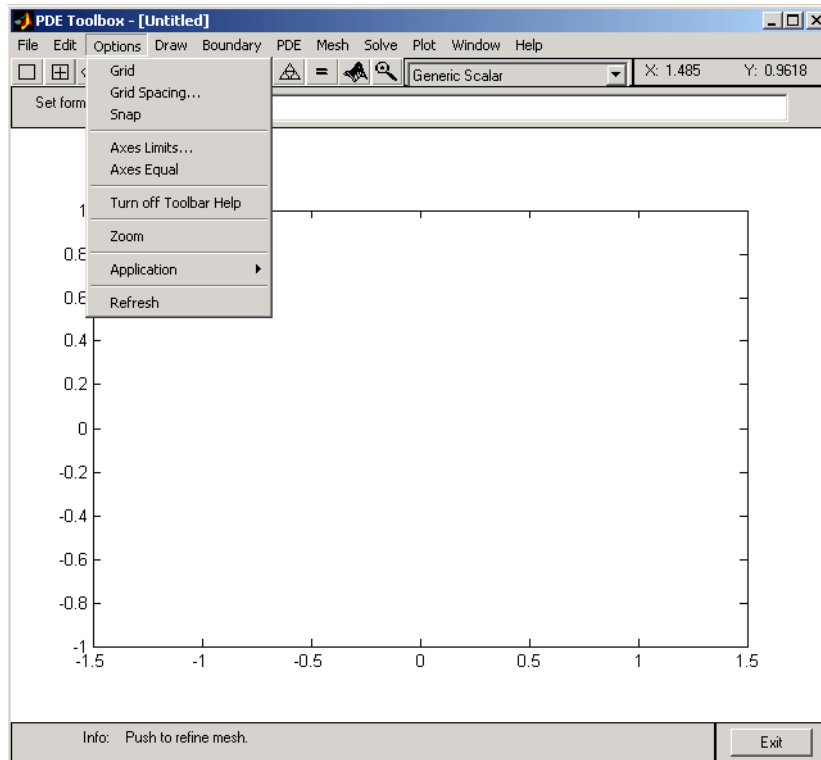 PDE Toolbox - [Untitled]
File Edit Options Draw Boundary PDE Mesh Solve Plot Window Help
= Generic Scalar X: 1.485 Y: 0.9618
Set form
Grid
Grid Spacing...
Snap
Axes Limits...
Axes Equal
Turn off Toolbar Help
Zoom
Application
Refresh
1
0.8
0.6
0.4
0.2
0
-0.2
-0.4
-0.6
-0.8
-1
-1.5 -1 -0.5 0 0.5 1 1.5
Info: Push to refine mesh.
Exit